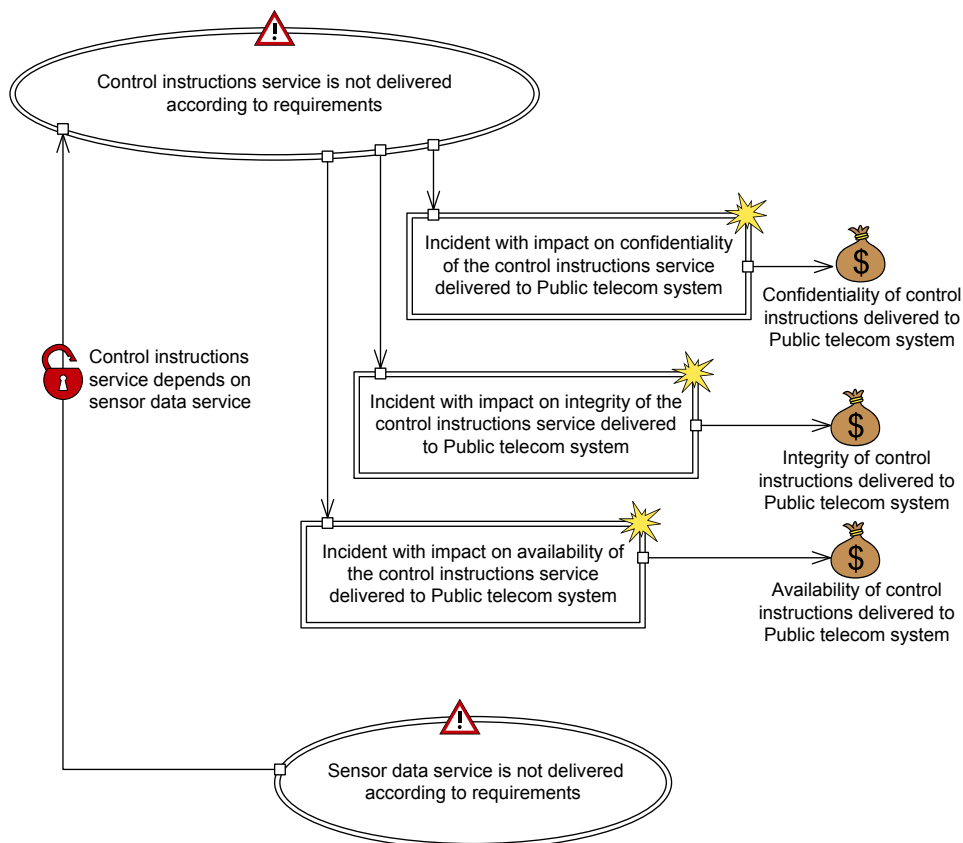 Control instructions service is not delivered
according to requirements
Incident with impact on confidentiality
of the control instructions service
delivered to Public telecom system
$
Confidentiality of control
instructions delivered to
Public telecom system
Control instructions
service depends on
sensor data service
Incident with impact on integrity of the
control instructions service delivered
to Public telecom system
$
Integrity of control
instructions delivered to
Public telecom system
Incident with impact on availability of
the control instructions service
delivered to Public telecom system
$
Availability of control
instructions delivered to
Public telecom system
Sensor data service is not delivered
according to requirements